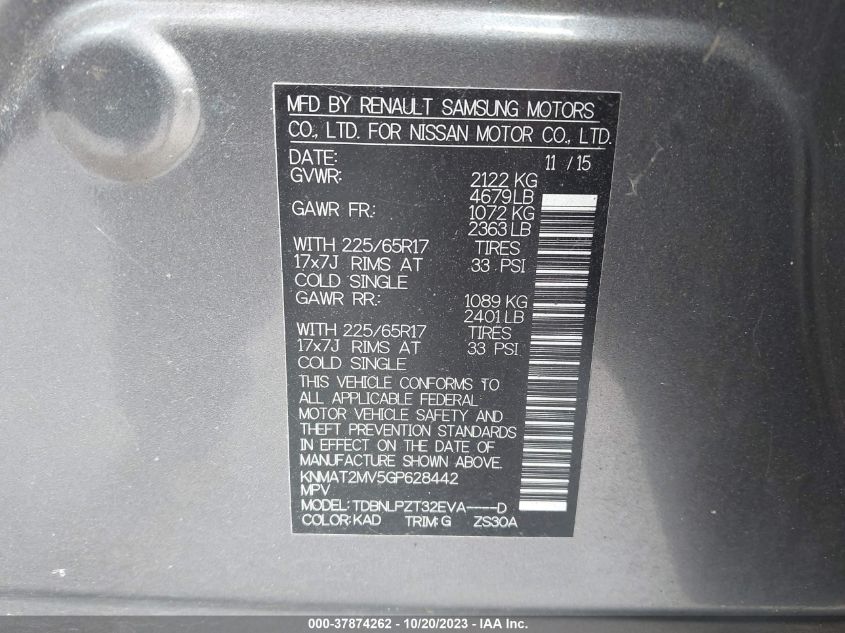 MFD BY RENAULT SAMSUNG MOTORS
CO., LTD. FOR NISSAN MOTOR CO., LTD.
DATE: 11 / 15
GVWR: 2122 KG
4679LB
GAWR FR.: 1072 KG
2363 LB
WITH 225/65R17 TIRES
17x7J RIMS AT 33 PSI
COLD SINGLE
GAWR RR.: 1089 KG
2401 LB
WITH 225/65R17 TIRES
17x7J RIMS AT 33 PSI
COLD SINGLE
THIS VEHICLE CONFORMS TO
ALL APPLICABLE FEDERAL
MOTOR VEHICLE SAFETY AND
THEFT PREVENTION STANDARDS
IN EFFECT ON THE DATE OF
MANUFACTURE SHOWN ABOVE.
KNMAT2MV5GP628442
MPV
MODEL: TDBNLPZT32EVA----D
COLOR: KAD TRIM: G ZS30A
000-37874262 - 10/20/2023 - IAA Inc.